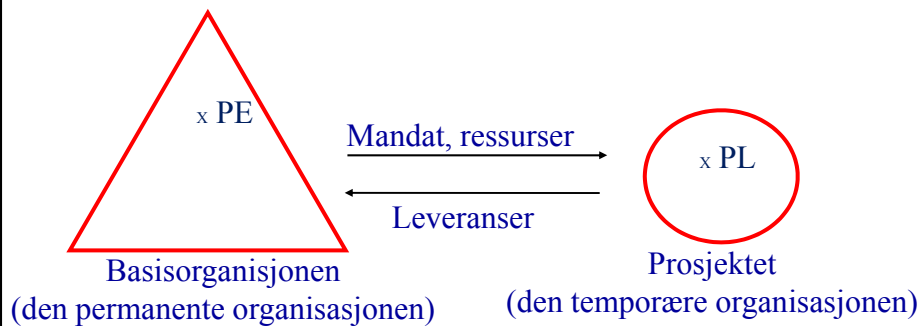 x PE
Mandat, ressurser
x PL
Leveranser
Basisorganisjonen
(den permanente organisasjonen)
Prosjektet
(den temporære organisasjonen)